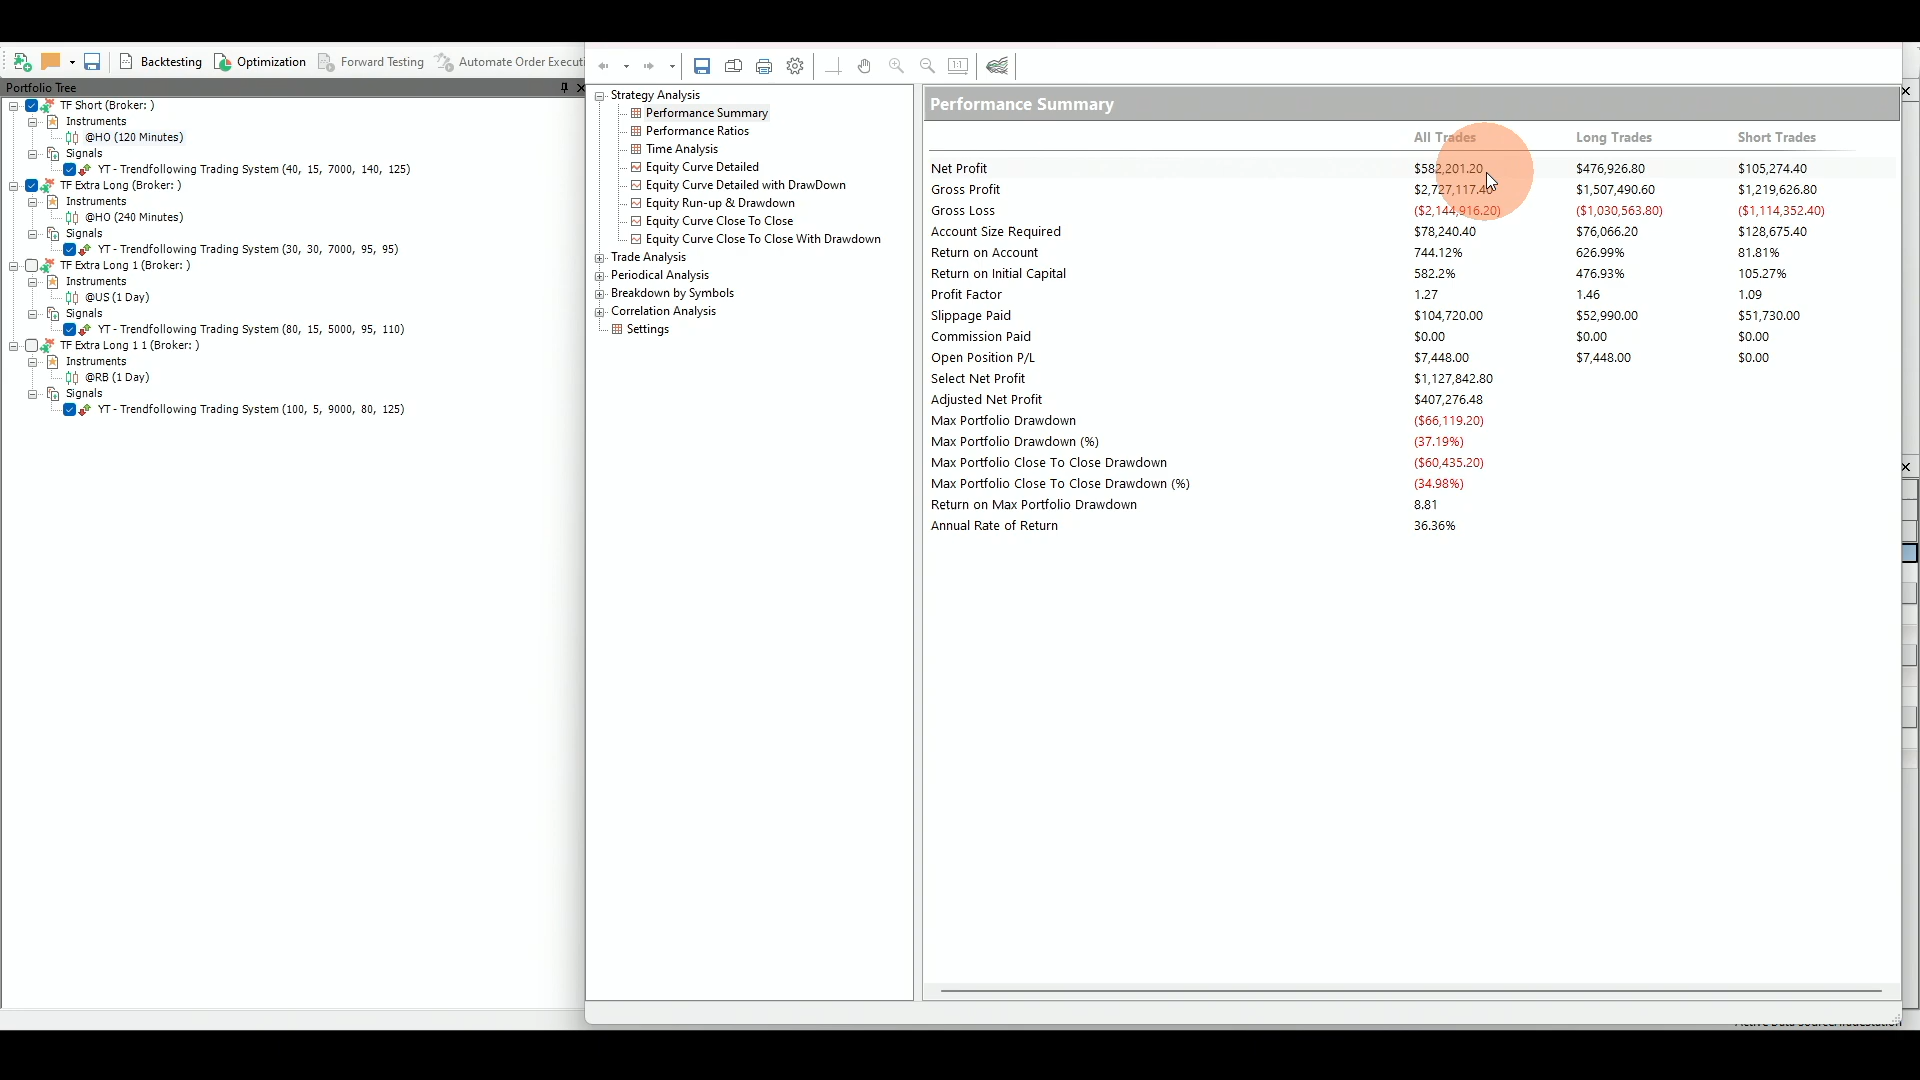 Backtesting Optimization Forward Testing Automate Order Executi
Portfolio Tree
TF Short (Broker: )
Instruments
@HO (120 Minutes)
Signals
YT - Trendfollowing Trading System (40, 15, 7000, 140, 125)
TF Extra Long (Broker: )
Instruments
@HO (240 Minutes)
Signals
YT - Trendfollowing Trading System (30, 30, 7000, 95, 95)
TF Extra Long 1 (Broker: )
Instruments
@US (1 Day)
Signals
YT - Trendfollowing Trading System (80, 15, 5000, 95, 110)
TF Extra Long 1 1 (Broker: )
Instruments
@RB (1 Day)
Signals
YT - Trendfollowing Trading System (100, 5, 9000, 80, 125)
1:1
Strategy Analysis
Performance Summary
Performance Ratios
Time Analysis
Equity Curve Detailed
Equity Curve Detailed with DrawDown
Equity Run-up & Drawdown
Equity Curve Close To Close
Equity Curve Close To Close With Drawdown
Trade Analysis
Periodical Analysis
Breakdown by Symbols
Correlation Analysis
Settings
Performance Summary
All Trades Long Trades Short Trades
Net Profit $582,201.20 $476,926.80 $105,274.40
Gross Profit $2,727,117.40 $1,507,490.60 $1,219,626.80
Gross Loss ($2,144,916.20) ($1,030,563.80) ($1,114,352.40)
Account Size Required $78,240.40 $76,066.20 $128,675.40
Return on Account 744.12% 626.99% 81.81%
Return on Initial Capital 582.2% 476.93% 105.27%
Profit Factor 1.27 1.46 1.09
Slippage Paid $104,720.00 $52,990.00 $51,730.00
Commission Paid $0.00 $0.00 $0.00
Open Position P/L $7,448.00 $7,448.00 $0.00
Select Net Profit $1,127,842.80
Adjusted Net Profit $407,276.48
Max Portfolio Drawdown ($66,119.20)
Max Portfolio Drawdown (%) (37.19%)
Max Portfolio Close To Close Drawdown ($60,435.20)
Max Portfolio Close To Close Drawdown (%) (34.98%)
Return on Max Portfolio Drawdown 8.81
Annual Rate of Return 36.36%